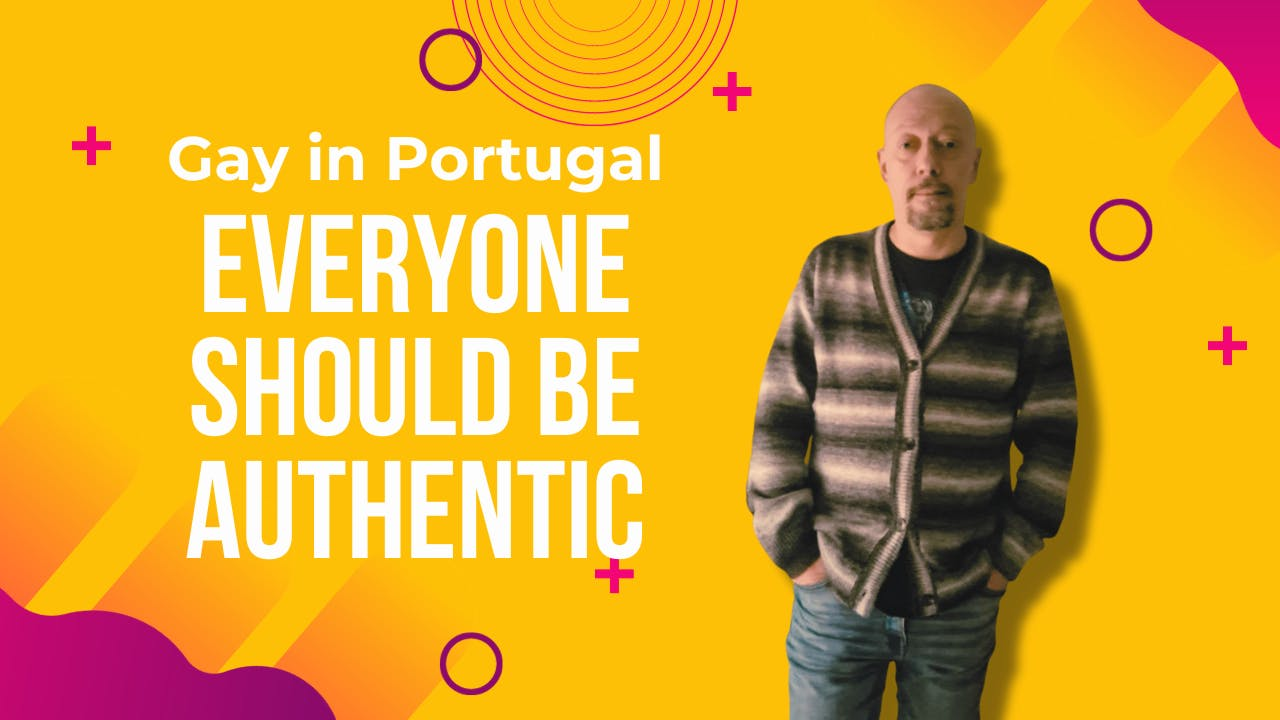 Gay in Portugal
EVERYONE
SHOULD BE
AUTHENTIC